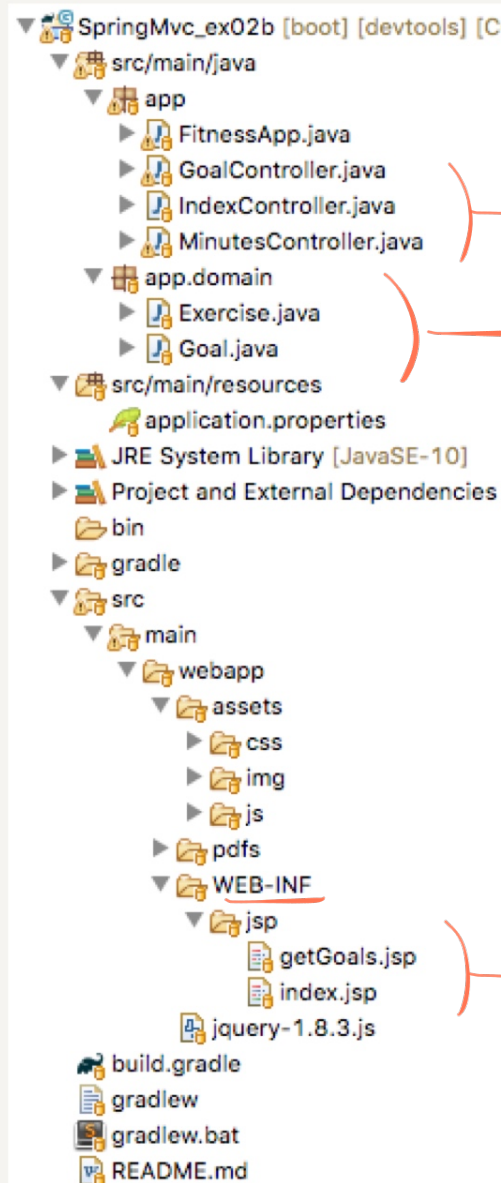 SpringMvc_ex02b [boot] [devtools] [C
src/main/java
app
FitnessApp.java
GoalController.java
IndexController.java
MinutesController.java
app.domain
Exercise.java
Goal.java
src/main/resources
application.properties
JRE System Library [JavaSE-10]
Project and External Dependencies
bin
gradle
src
main
webapp
assets
css
img
js
pdfs
WEB-INF
jsp
getGoals.jsp
index.jsp
jquery-1.8.3.js
build.gradle
gradlew
gradlew.bat
README.md